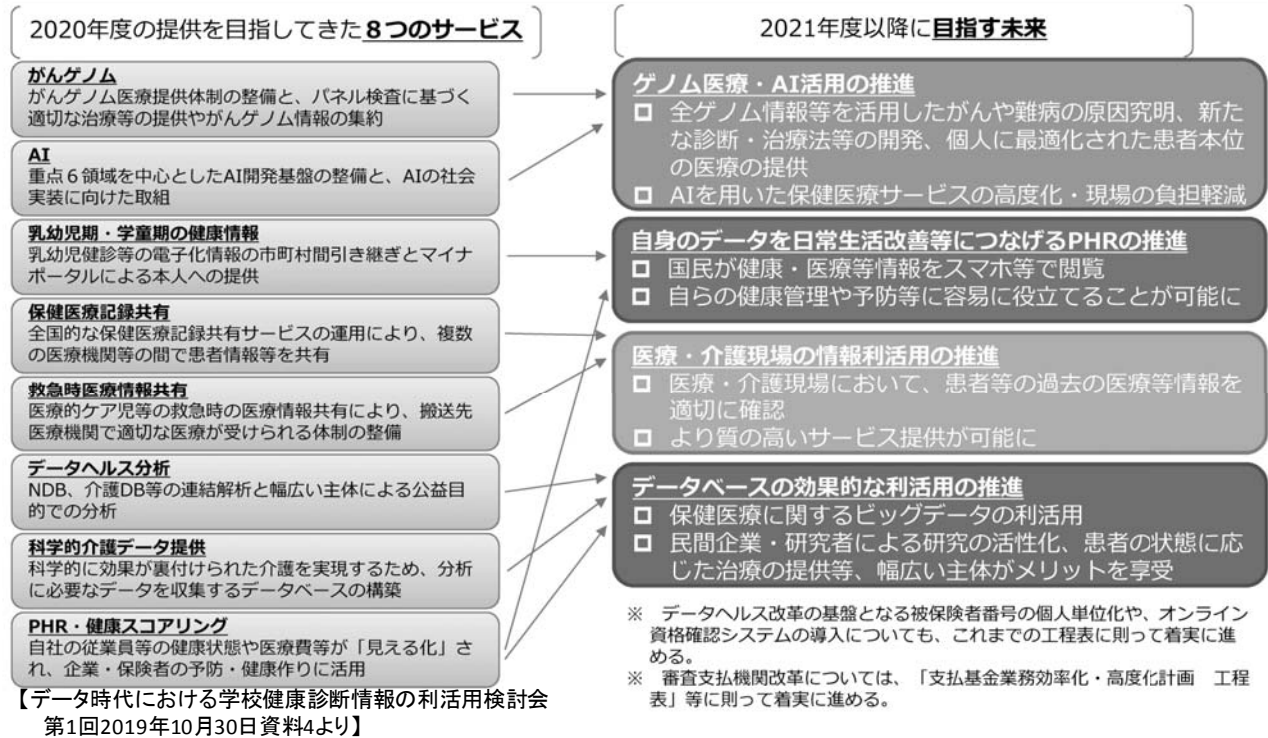 2020年度の提供を目指してきた８つのサービス
がんゲノム
がんゲノム医療提供体制の整備と、パネル検査に基づく
適切な治療等の提供やがんゲノム情報の集約
AI
重点６領域を中心としたAI開発基盤の整備と、AIの社会
実装に向けた取組
乳幼児期・学童期の健康情報
乳幼児健診等の電子化情報の市町村間引き継ぎとマイナ
ポータルによる本人への提供
保健医療記録共有
全国的な保健医療記録共有サービスの運用により、複数
の医療機関等の間で患者情報等を共有
救急時医療情報共有
医療的ケア児等の救急時の医療情報共有により、搬送先
医療機関で適切な医療が受けられる体制の整備
データヘルス分析
NDB、介護DB等の連結解析と幅広い主体による公益目
的での分析
科学的介護データ提供
科学的に効果が裏付けられた介護を実現するため、分析
に必要なデータを収集するデータベースの構築
PHR・健康スコアリング
自社の従業員等の健康状態や医療費等が「見える化」さ
れ、企業・保険者の予防・健康作りに活用
【データ時代における学校健康診断情報の利活用検討会
第1回2019年10月30日資料4より】
2021年度以降に目指す未来
ゲノム医療・AI活用の推進
□ 全ゲノム情報等を活用したがんや難病の原因究明、新た
な診断・治療法等の開発、個人に最適化された患者本位
の医療の提供
□ AIを用いた保健医療サービスの高度化・現場の負担軽減
自身のデータを日常生活改善等につなげるPHRの推進
□ 国民が健康・医療等情報をスマホ等で閲覧
□ 自らの健康管理や予防等に容易に役立てることが可能に
医療・介護現場の情報利活用の推進
□ 医療・介護現場において、患者等の過去の医療等情報を
適切に確認
□ より質の高いサービス提供が可能に
データベースの効果的な利活用の推進
□ 保健医療に関するビッグデータの利活用
□ 民間企業・研究者による研究の活性化、患者の状態に応
じた治療の提供等、幅広い主体がメリットを享受
※ データヘルス改革の基盤となる被保険者番号の個人単位化や、オンライン
資格確認システムの導入についても、これまでの工程表に則って着実に進
める。
※ 審査支払機関改革については、「支払基金業務効率化・高度化計画 工程
表」等に則って着実に進める。